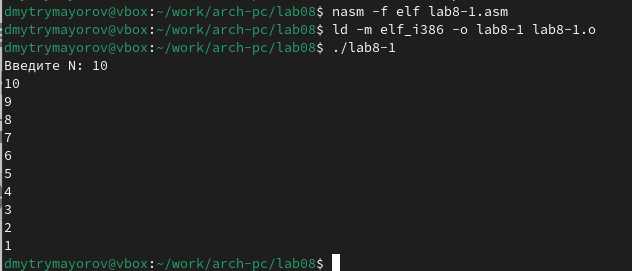 dmytrymayorov@vbox:~/work/arch-pc/lab08$ nasm -f elf lab8-1.asm
dmytrymayorov@vbox:~/work/arch-pc/lab08$ ld -m elf_i386 -o lab8-1 lab8-1.o
dmytrymayorov@vbox:~/work/arch-pc/lab08$ ./lab8-1
Введите N: 10
10
9
8
7
6
5
4
3
2
1
dmytrymayorov@vbox:~/work/arch-pc/lab08$